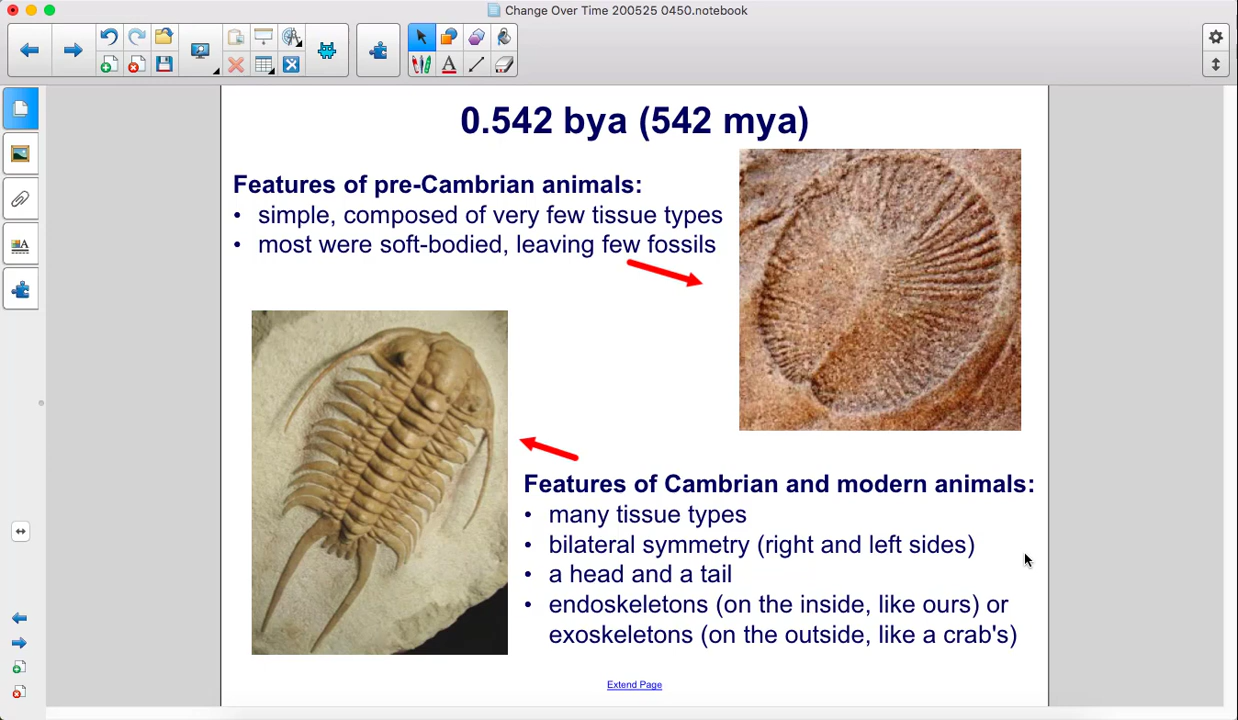 Change Over Time 200525 0450.notebook
0.542 bya (542 mya)
Features of pre-Cambrian animals:
• simple, composed of very few tissue types
• most were soft-bodied, leaving few fossils
Features of Cambrian and modern animals:
• many tissue types
• bilateral symmetry (right and left sides)
• a head and a tail
• endoskeletons (on the inside, like ours) or
exoskeletons (on the outside, like a crab's)
Extend Page